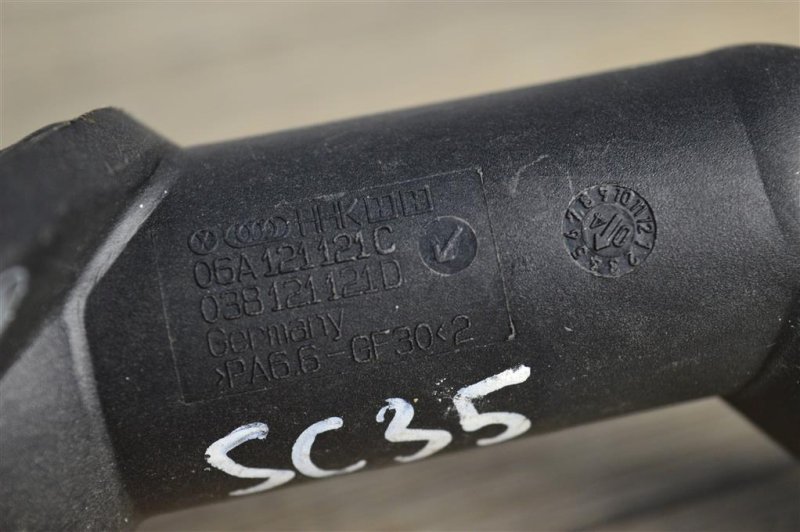 HHK
06A 121 121 C
038 121 121 D
Germany
>PA6.6-GF30<2
SC35